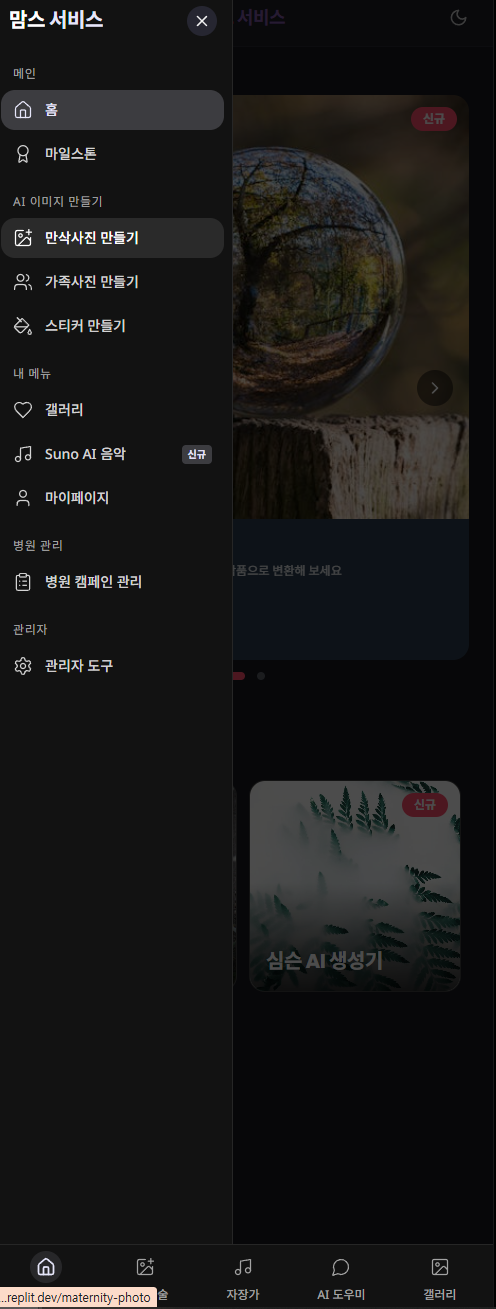 맘스 서비스
서비스
메인
홈
마일스톤
AI 이미지 만들기
만삭사진 만들기
가족사진 만들기
스티커 만들기
내 메뉴
갤러리
Suno AI 음악
신규
마이페이지
병원 관리
병원 캠페인 관리
관리자
관리자 도구
신규
품으로 변환해 보세요
신규
심슨 AI 생성기
술
자장가
AI 도우미
갤러리
...replit.dev/maternity-photo